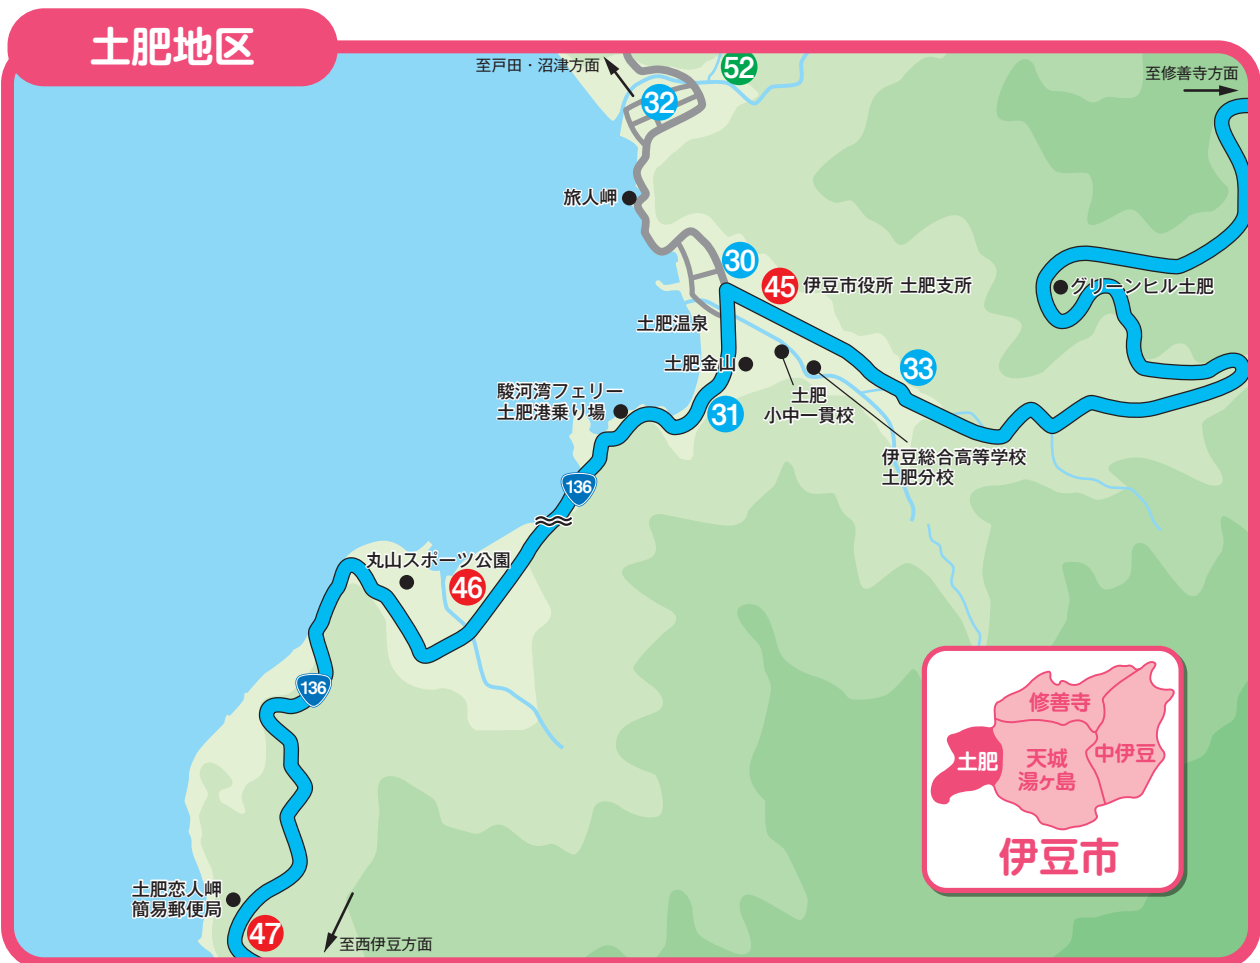 土肥地区
至戸田・沼津方面
52
至修善寺方面
32
旅人岬
30
45
伊豆市役所 土肥支所
グリーンヒル土肥
土肥温泉
土肥金山
33
駿河湾フェリー
土肥港乗り場
31
土肥
小中一貫校
伊豆総合高等学校
土肥分校
136
丸山スポーツ公園
46
136
修善寺
土肥
天城
湯ヶ島
中伊豆
伊豆市
土肥恋人岬
簡易郵便局
47
至西伊豆方面